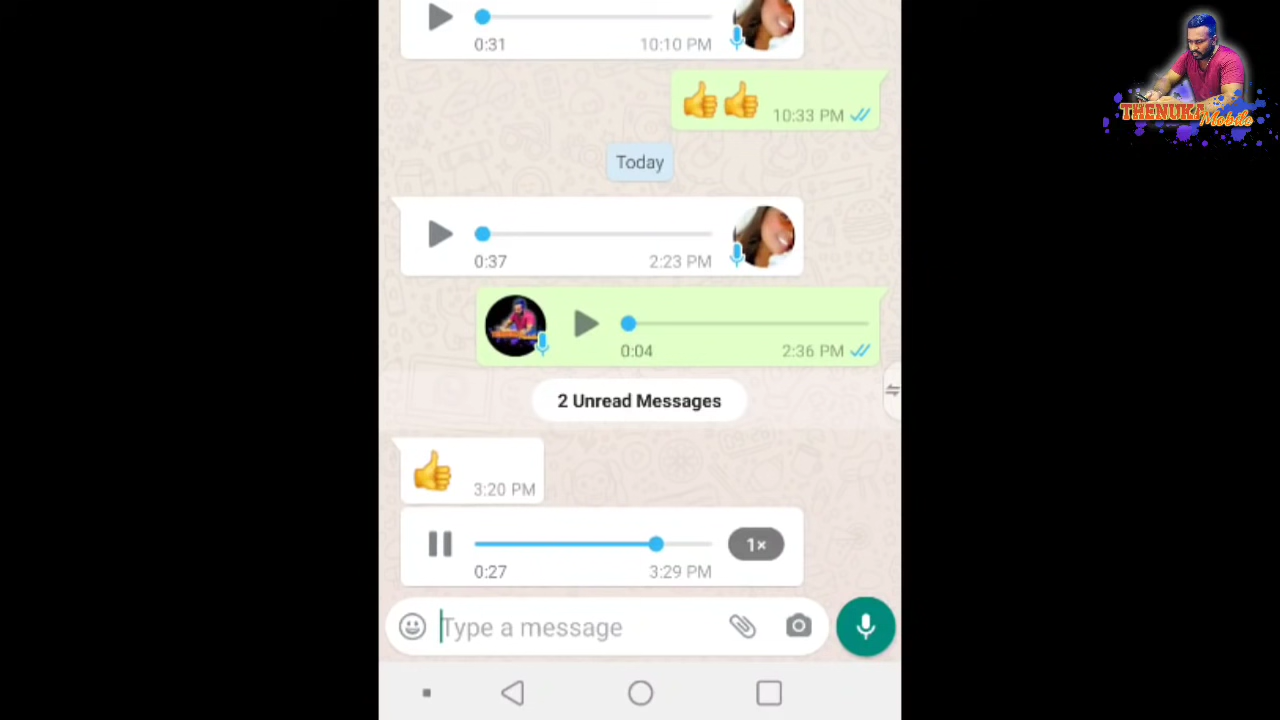 0:31 10:10 PM
10:33 PM
Today
0:37 2:23 PM
0:04 2:36 PM
2 Unread Messages
3:20 PM
1×
0:27 3:29 PM
Type a message
THENUKA
Mobile